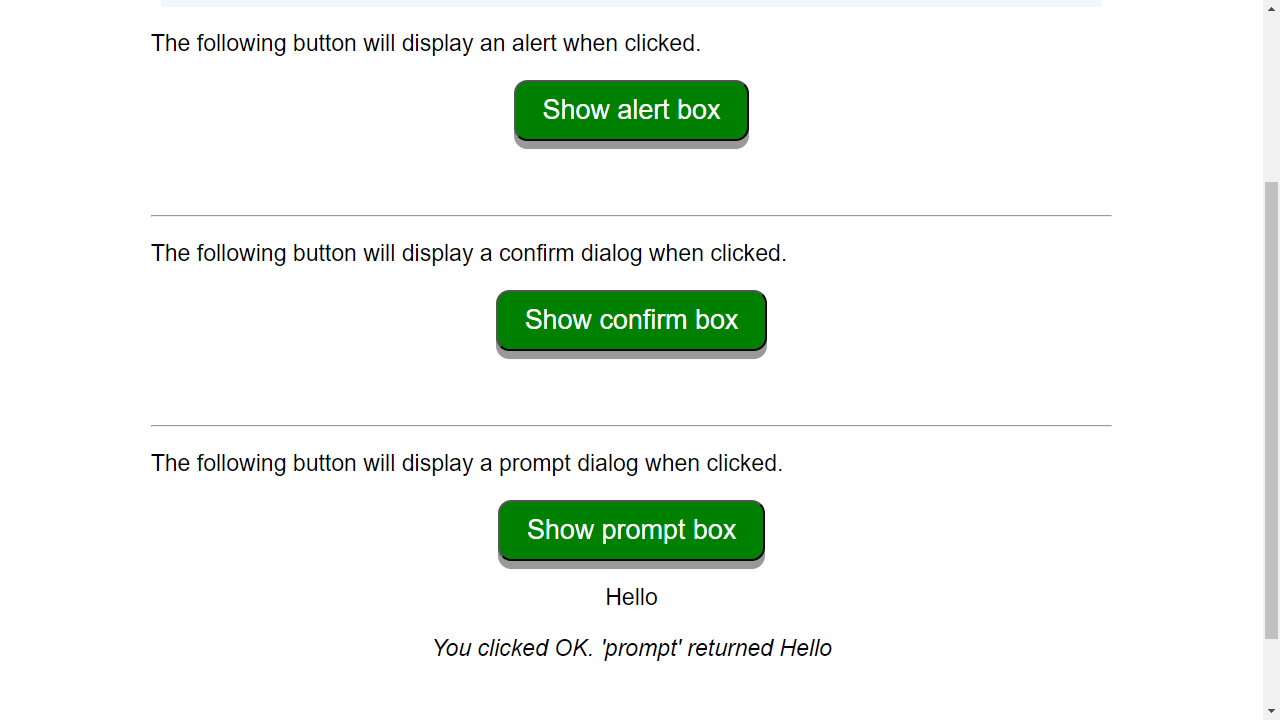 The following button will display an alert when clicked.
Show alert box
The following button will display a confirm dialog when clicked.
Show confirm box
The following button will display a prompt dialog when clicked.
Show prompt box
Hello
You clicked OK. 'prompt' returned Hello